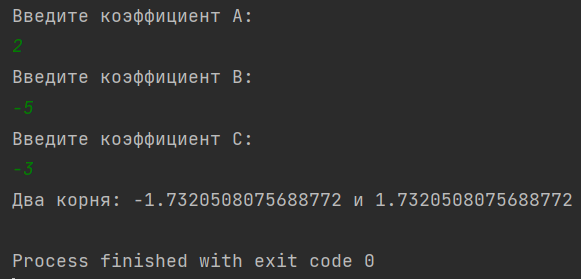 Введите коэффициент A:
2
Введите коэффициент B:
-5
Введите коэффициент C:
-3
Два корня: -1.7320508075688772 и 1.7320508075688772
Process finished with exit code 0